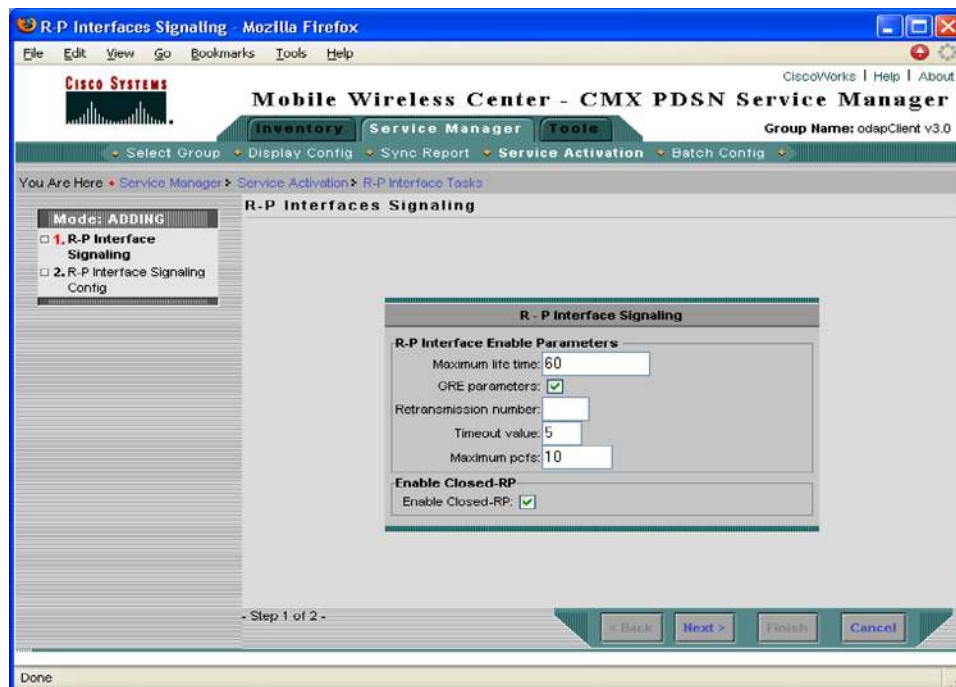 R-P Interfaces Signaling - Mozilla Firefox
File Edit View Go Bookmarks Tools Help
CISCO SYSTEMS
CiscoWorks | Help | About
Mobile Wireless Center - CMX PDSN Service Manager
Inventory Service Manager Tools
Group Name: odapClient v3.0
Select Group Display Config Sync Report Service Activation Batch Config
You Are Here Service Manager Service Activation R-P Interface Tasks
R-P Interfaces Signaling
Mode: ADDING
1. R-P Interface
Signaling
2. R-P Interface Signaling
Config
R - P Interface Signaling
R-P Interface Enable Parameters
Maximum life time: 60
GRE parameters:
Retransmission number:
Timeout value: 5
Maximum pcfs: 10
Enable Closed-RP
Enable Closed-RP:
- Step 1 of 2 -
< Back Next > Finish Cancel
Done